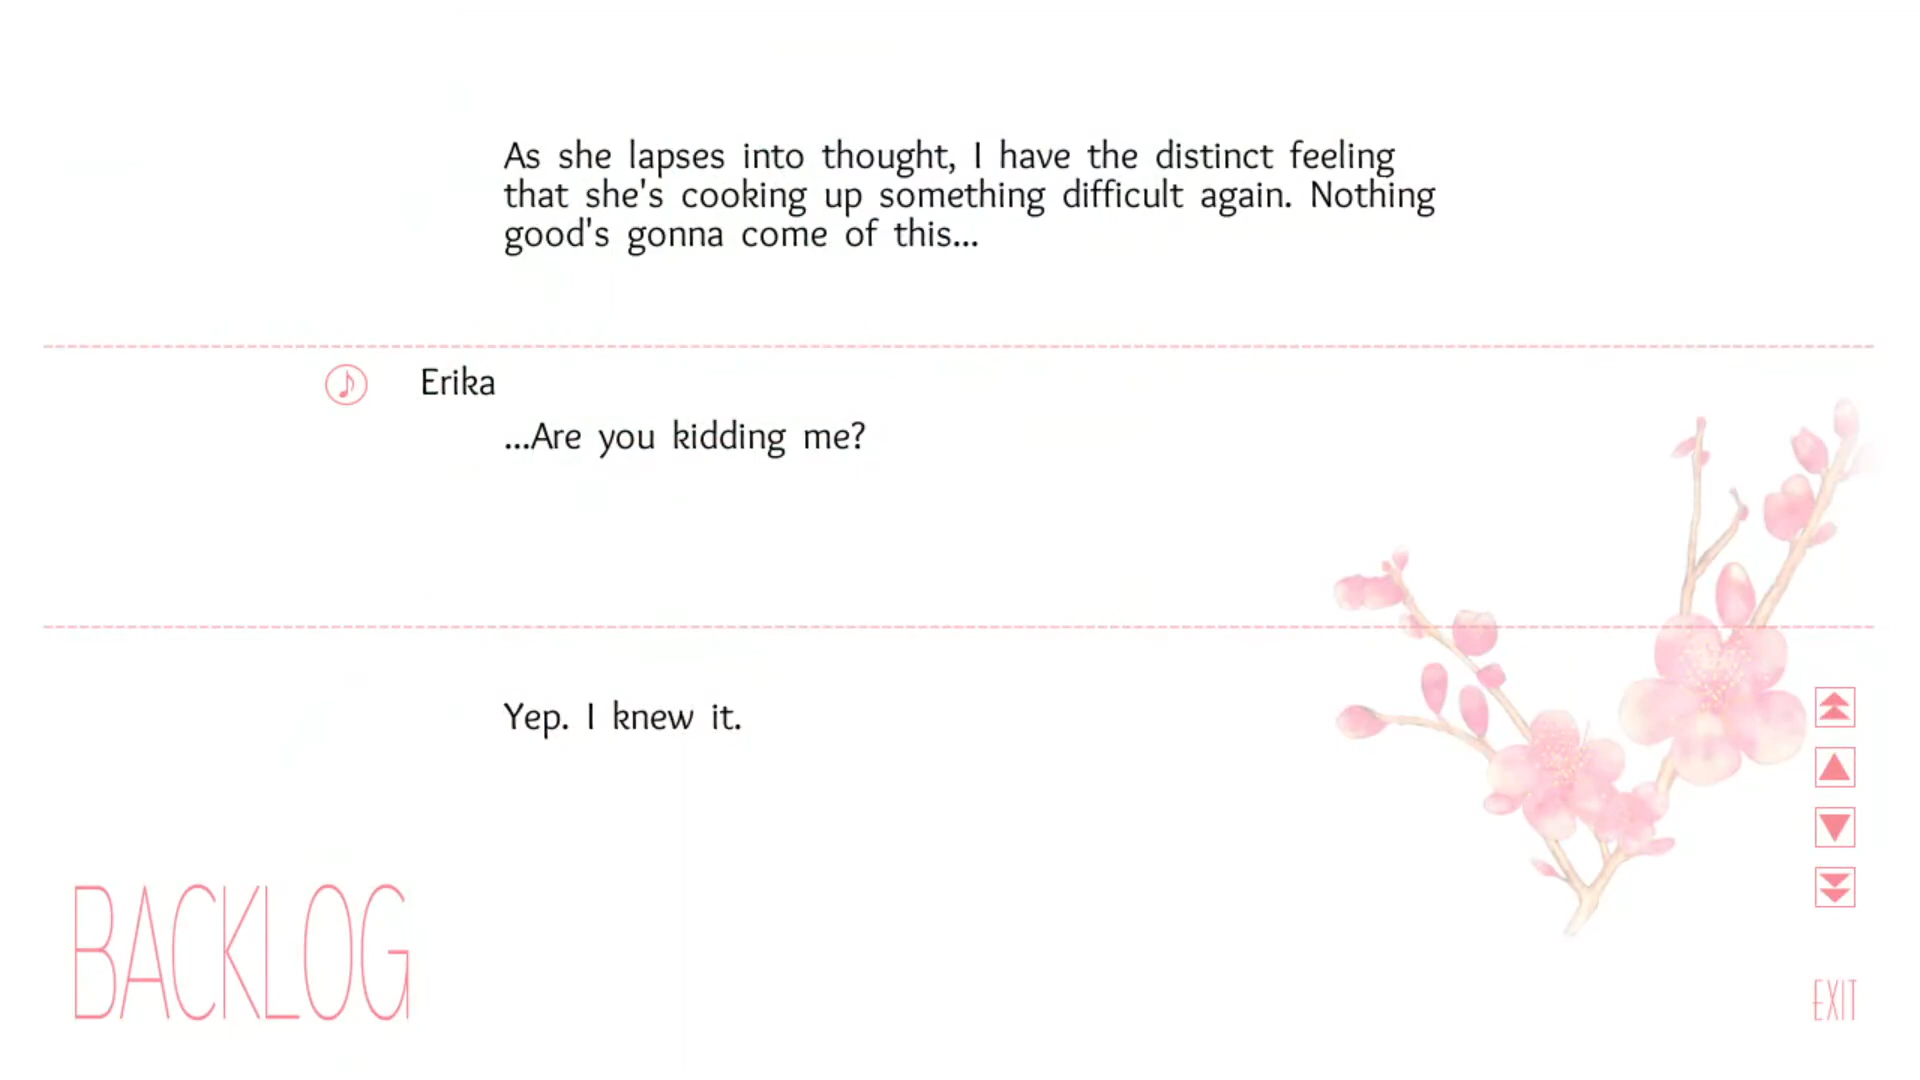 As she lapses into thought, I have the distinct feeling
that she's cooking up something difficult again. Nothing
good's gonna come of this...
Erika
...Are you kidding me?
Yep. I knew it.
BACKLOG
EXIT